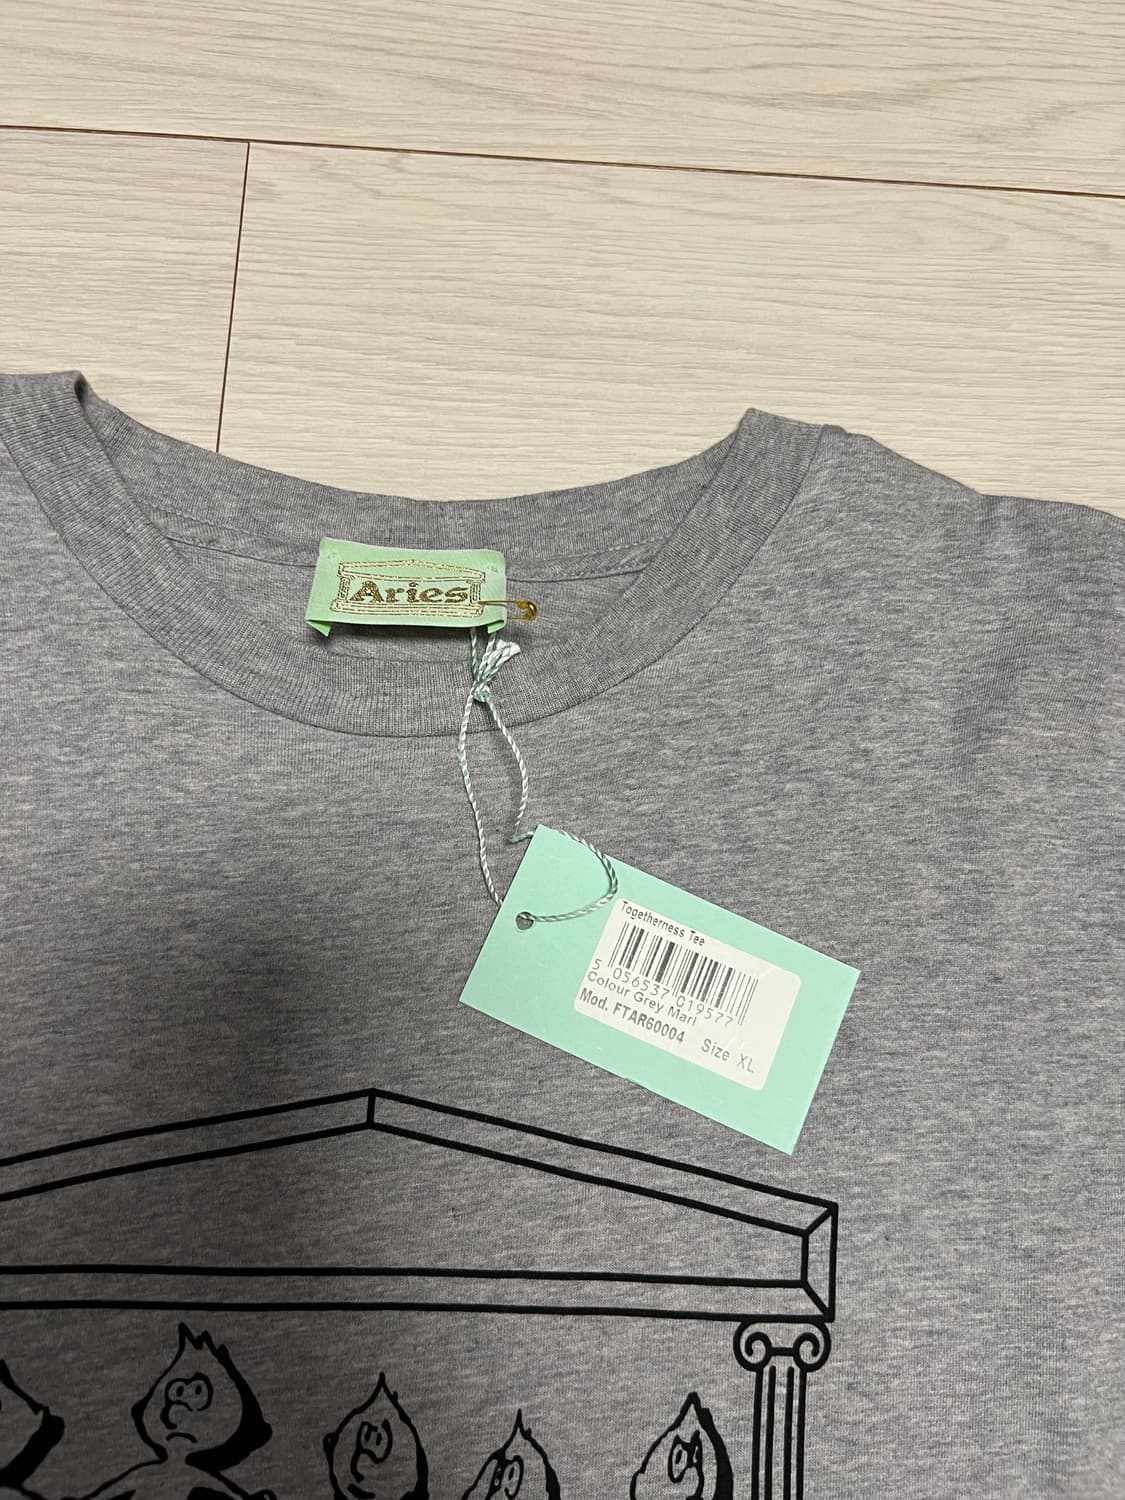 Aries
Togetherness Tee
5 056537 019577
Colour Grey Marl
Mod. FTAR60004 Size XL